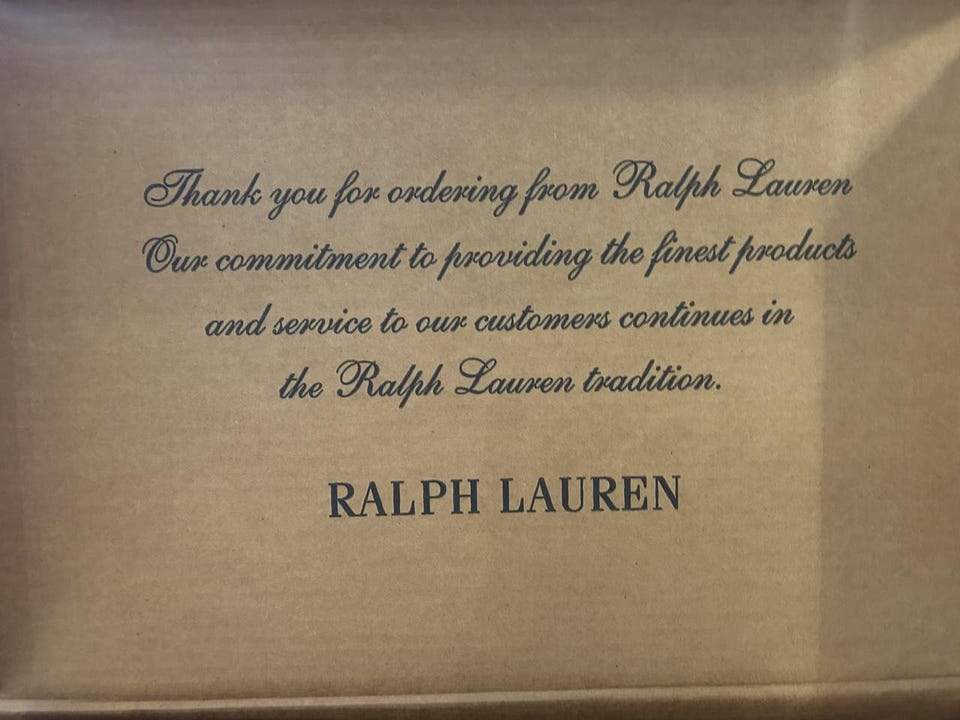 Thank you for ordering from Ralph Lauren
Our commitment to providing the finest products
and service to our customers continues in
the Ralph Lauren tradition.
RALPH LAUREN